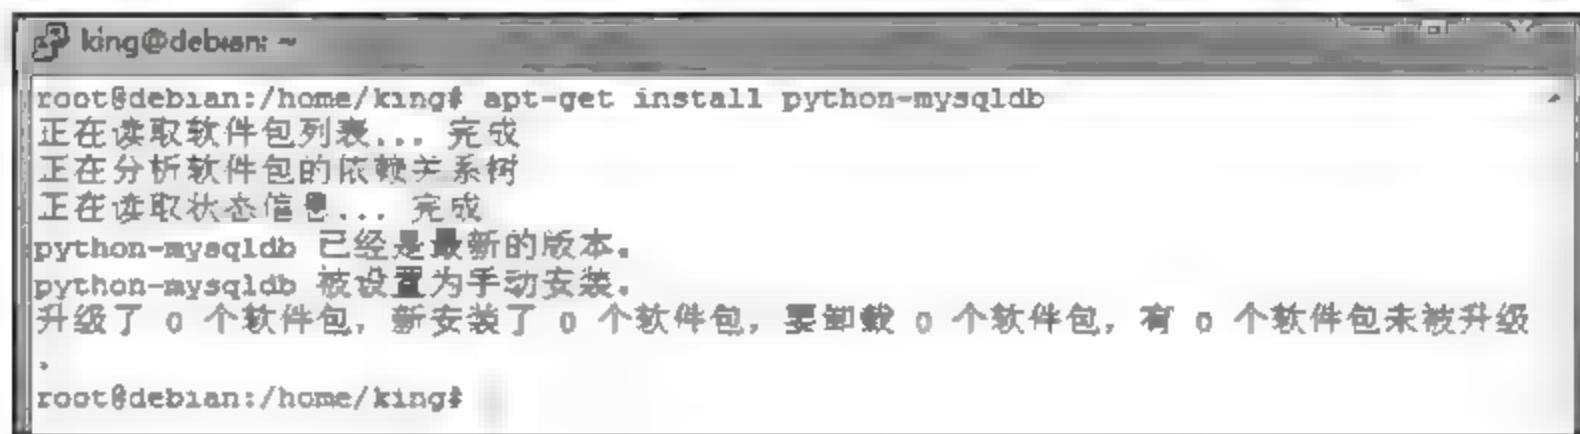 king@debian: ~
root@debian:/home/king# apt-get install python-mysqldb
正在读取软件包列表... 完成
正在分析软件包的依赖关系树
正在读取状态信息... 完成
python-mysqldb 已经是最新的版本。
python-mysqldb 被设置为手动安装。
升级了 0 个软件包，新安装了 0 个软件包，要卸载 0 个软件包，有 0 个软件包未被升级
。
root@debian:/home/king#